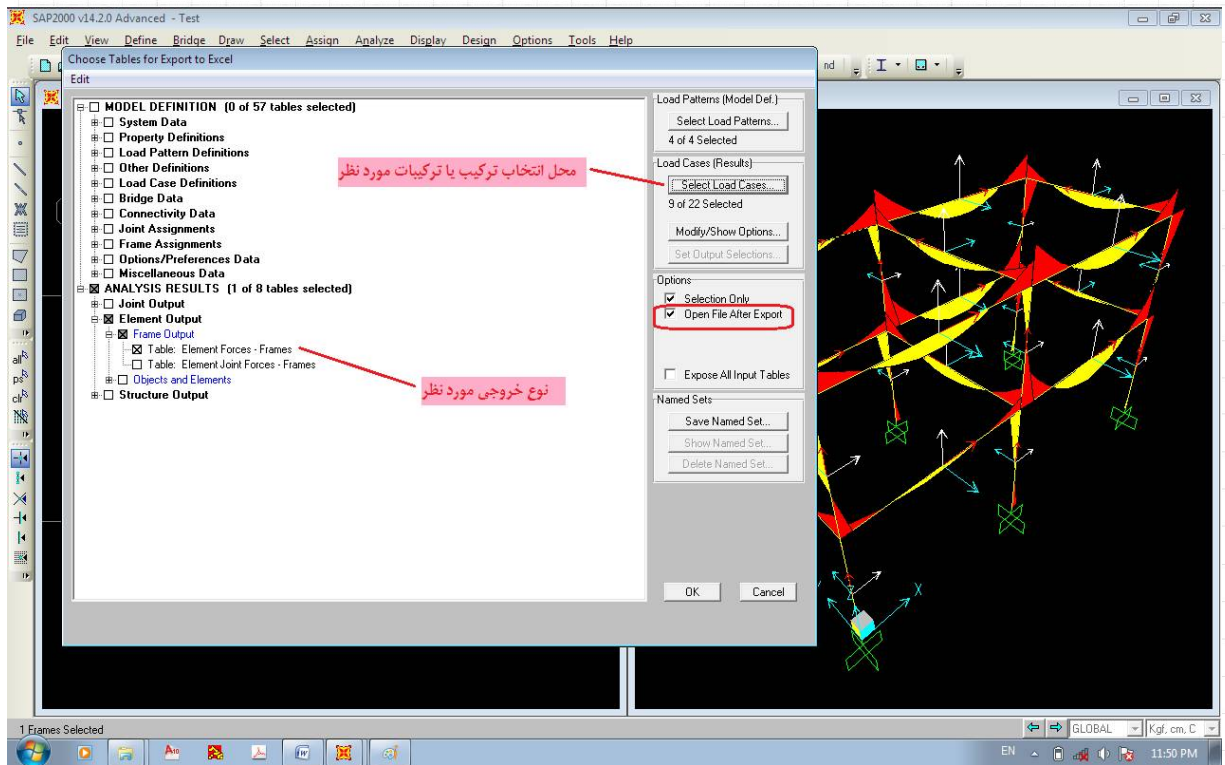 SAP2000 v14.2.0 Advanced - Test
File Edit View Define Bridge Draw Select Assign Analyze Display Design Options Tools Help
nd
Choose Tables for Export to Excel
Edit
MODEL DEFINITION (0 of 57 tables selected)
System Data
Property Definitions
Load Pattern Definitions
Other Definitions
Load Case Definitions
Bridge Data
Connectivity Data
Joint Assignments
Frame Assignments
Options/Preferences Data
Miscellaneous Data
ANALYSIS RESULTS (1 of 8 tables selected)
Joint Output
Element Output
Frame Output
Table: Element Forces - Frames
Table: Element Joint Forces - Frames
Objects and Elements
Structure Output
محل انتخاب ترکیب یا ترکیبات مورد نظر
نوع خروجی مورد نظر
Load Patterns (Model Def.)
Select Load Patterns...
4 of 4 Selected
Load Cases (Results)
Select Load Cases...
9 of 22 Selected
Modify/Show Options...
Set Output Selections...
Options
Selection Only
Open File After Export
Expose All Input Tables
Named Sets
Save Named Set...
Show Named Set...
Delete Named Set...
OK Cancel
all
ps
clr
X
Z
1 Frames Selected
GLOBAL Kgf, cm, C
EN 11:50 PM